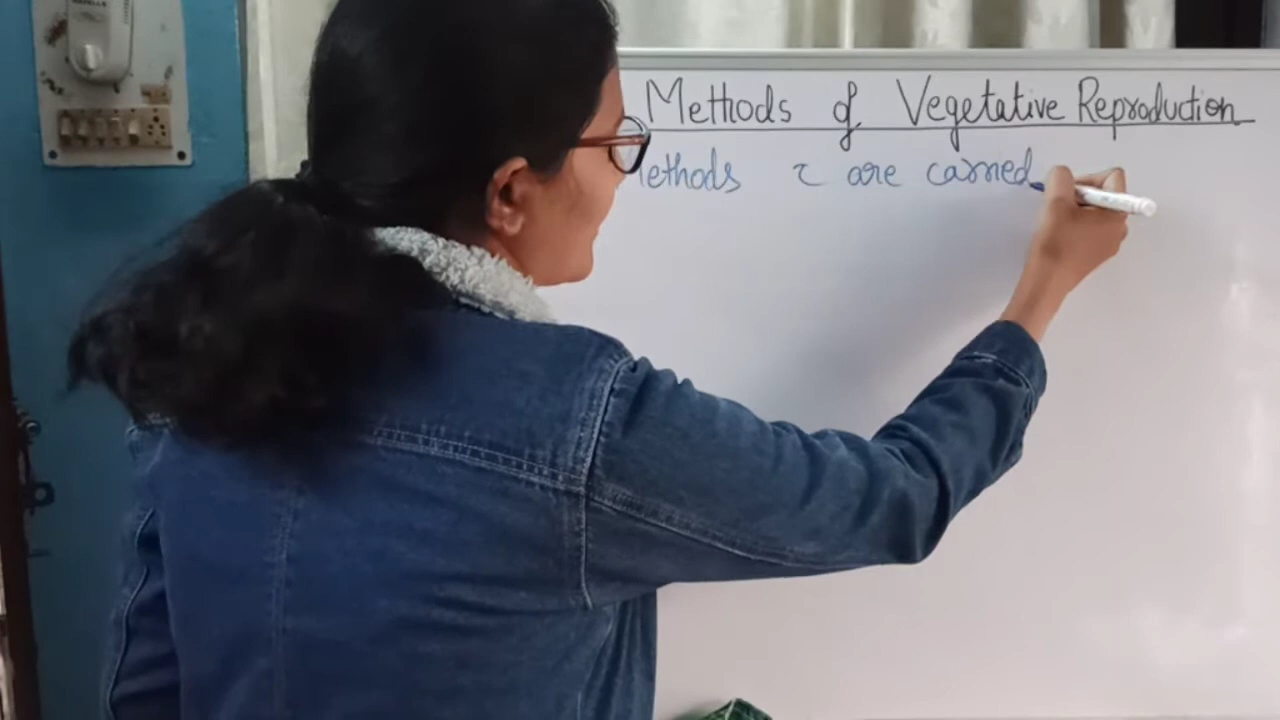 Methods of Vegetative Reproduction
ethods τ are carried